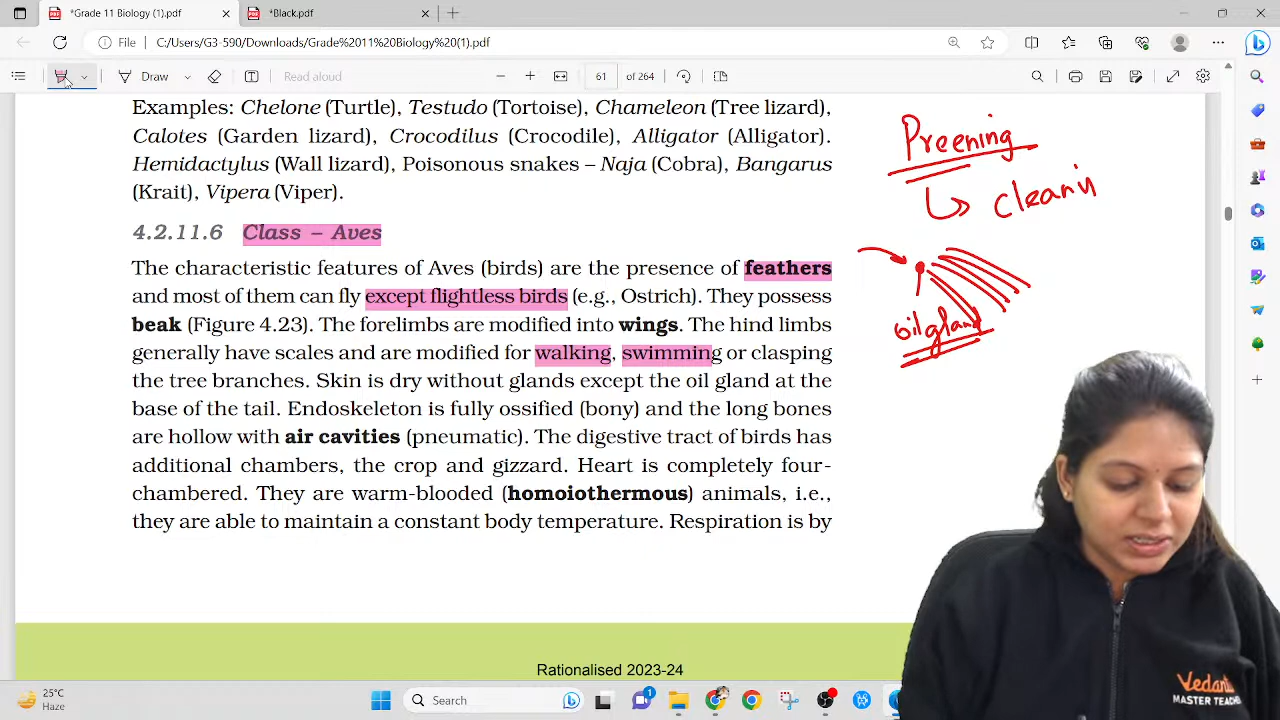 *Grade 11 Biology (1).pdf
*Black.pdf
File C:/Users/G3-590/Downloads/Grade%2011%20Biology%20(1).pdf
Draw Read aloud 61 of 264
Examples: Chelone (Turtle), Testudo (Tortoise), Chameleon (Tree lizard),
Calotes (Garden lizard), Crocodilus (Crocodile), Alligator (Alligator).
Hemidactylus (Wall lizard), Poisonous snakes – Naja (Cobra), Bangarus
(Krait), Vipera (Viper).
4.2.11.6 Class – Aves
The characteristic features of Aves (birds) are the presence of feathers
and most of them can fly except flightless birds (e.g., Ostrich). They possess
beak (Figure 4.23). The forelimbs are modified into wings. The hind limbs
generally have scales and are modified for walking, swimming or clasping
the tree branches. Skin is dry without glands except the oil gland at the
base of the tail. Endoskeleton is fully ossified (bony) and the long bones
are hollow with air cavities (pneumatic). The digestive tract of birds has
additional chambers, the crop and gizzard. Heart is completely four-
chambered. They are warm-blooded (homoiothermous) animals, i.e.,
they are able to maintain a constant body temperature. Respiration is by
Preening
cleanin
oil gland
Rationalised 2023-24
Vedantu
MASTER TEACHER
25°C
Haze
Search
1